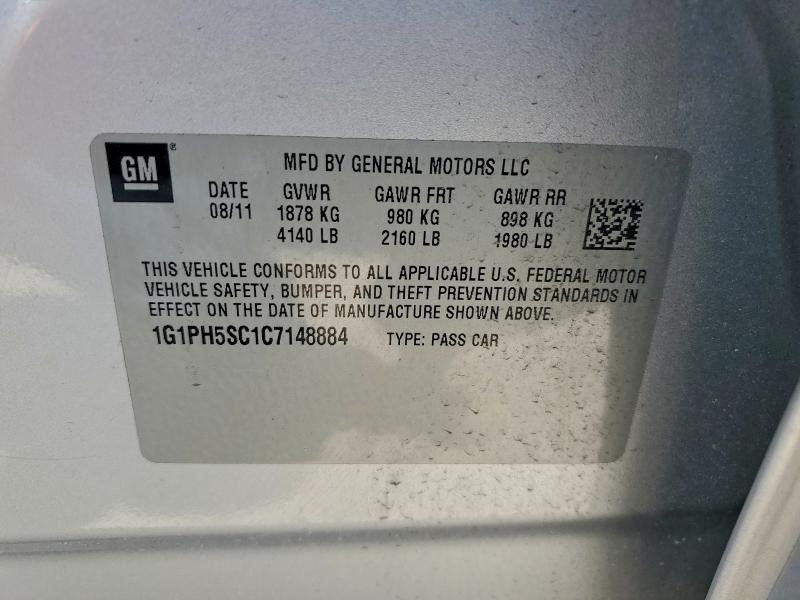 GM®
MFD BY GENERAL MOTORS LLC
DATE GVWR GAWR FRT GAWR RR
08/11 1878 KG 980 KG 898 KG
4140 LB 2160 LB 1980 LB
THIS VEHICLE CONFORMS TO ALL APPLICABLE U.S. FEDERAL MOTOR
VEHICLE SAFETY, BUMPER, AND THEFT PREVENTION STANDARDS IN
EFFECT ON THE DATE OF MANUFACTURE SHOWN ABOVE.
1G1PH5SC1C7148884 TYPE: PASS CAR